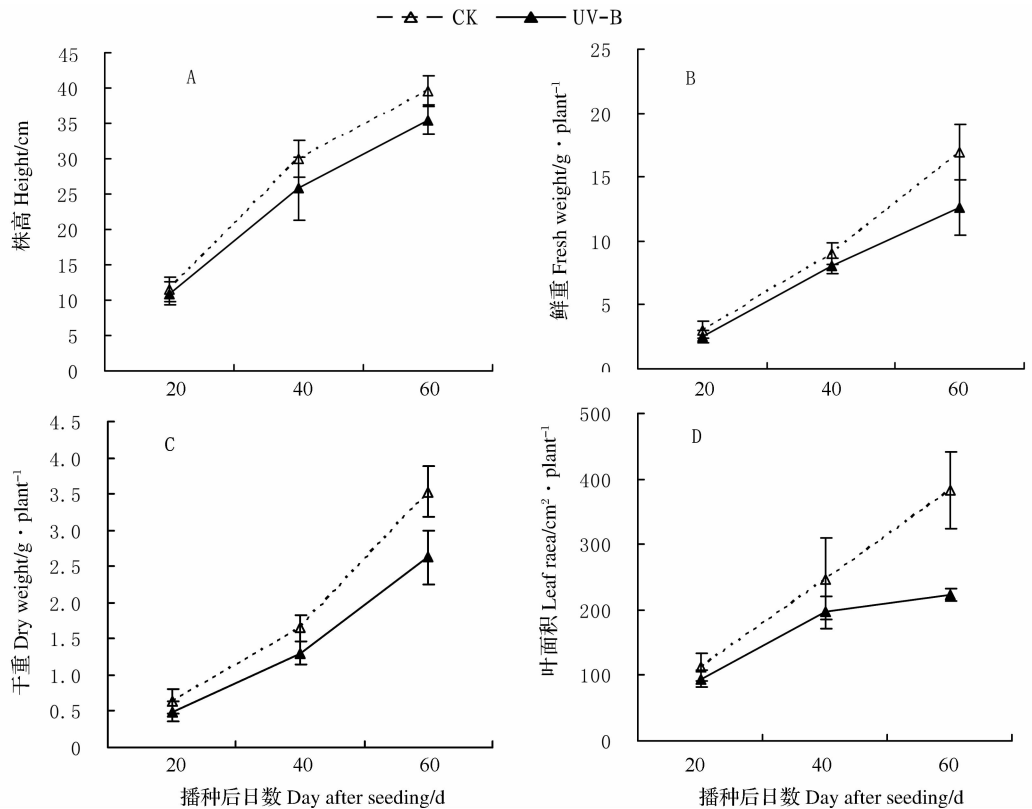 CK UV-B
A
株高 Height/cm
45
40
35
30
25
20
15
10
5
0
20 40 60
B
鲜重 Fresh weight/g·plant⁻¹
25
20
15
10
5
0
20 40 60
C
干重 Dry weight/g·plant⁻¹
4.5
4.0
3.5
3.0
2.5
2.0
1.5
1.0
0.5
0
20 40 60
播种后日数 Day after seeding/d
D
叶面积 Leaf raea/cm²·plant⁻¹
500
400
300
200
100
0
20 40 60
播种后日数 Day after seeding/d